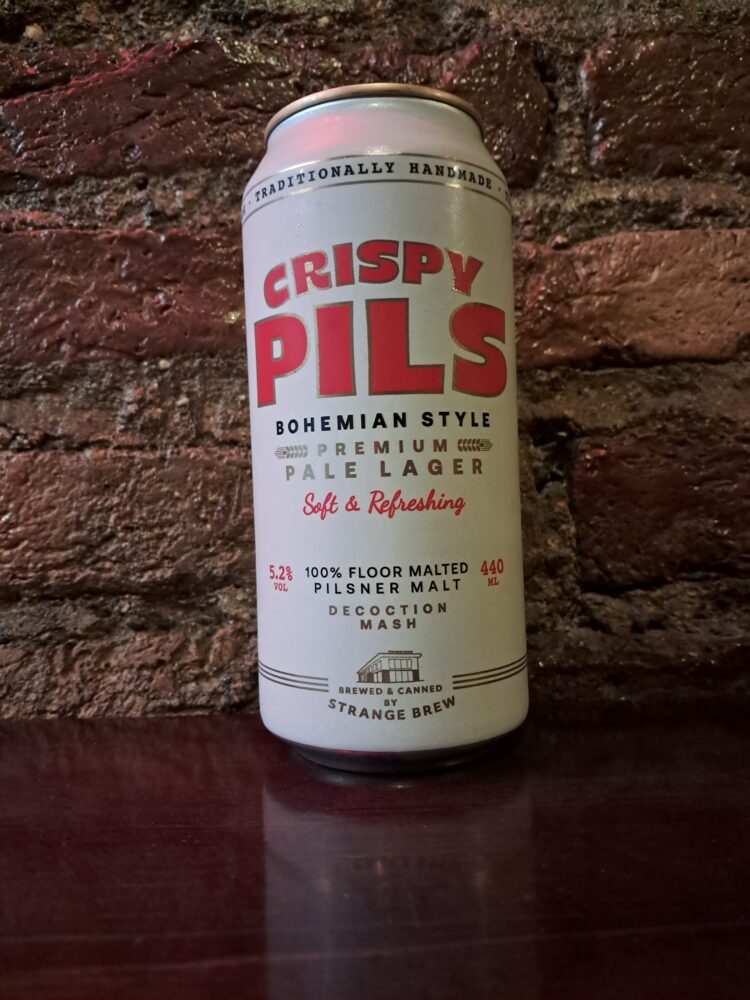 · TRADITIONALLY HANDMADE ·
CRISPY
PILS
BOHEMIAN STYLE
PREMIUM
PALE LAGER
Soft & Refreshing
5.2% VOL
100% FLOOR MALTED
PILSNER MALT
440 ML
DECOCTION
MASH
BREWED & CANNED
BY
STRANGE BREW